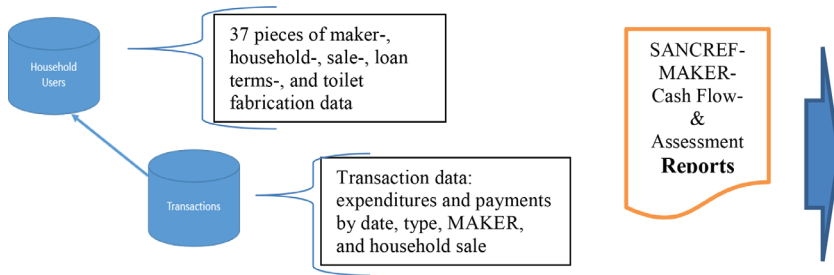 Household
Users
37 pieces of maker-,
household-, sale-, loan
terms-, and toilet
fabrication data
Transactions
Transaction data:
expenditures and payments
by date, type, MAKER,
and household sale
SANCREF-
MAKER-
Cash Flow-
&
Assessment
Reports